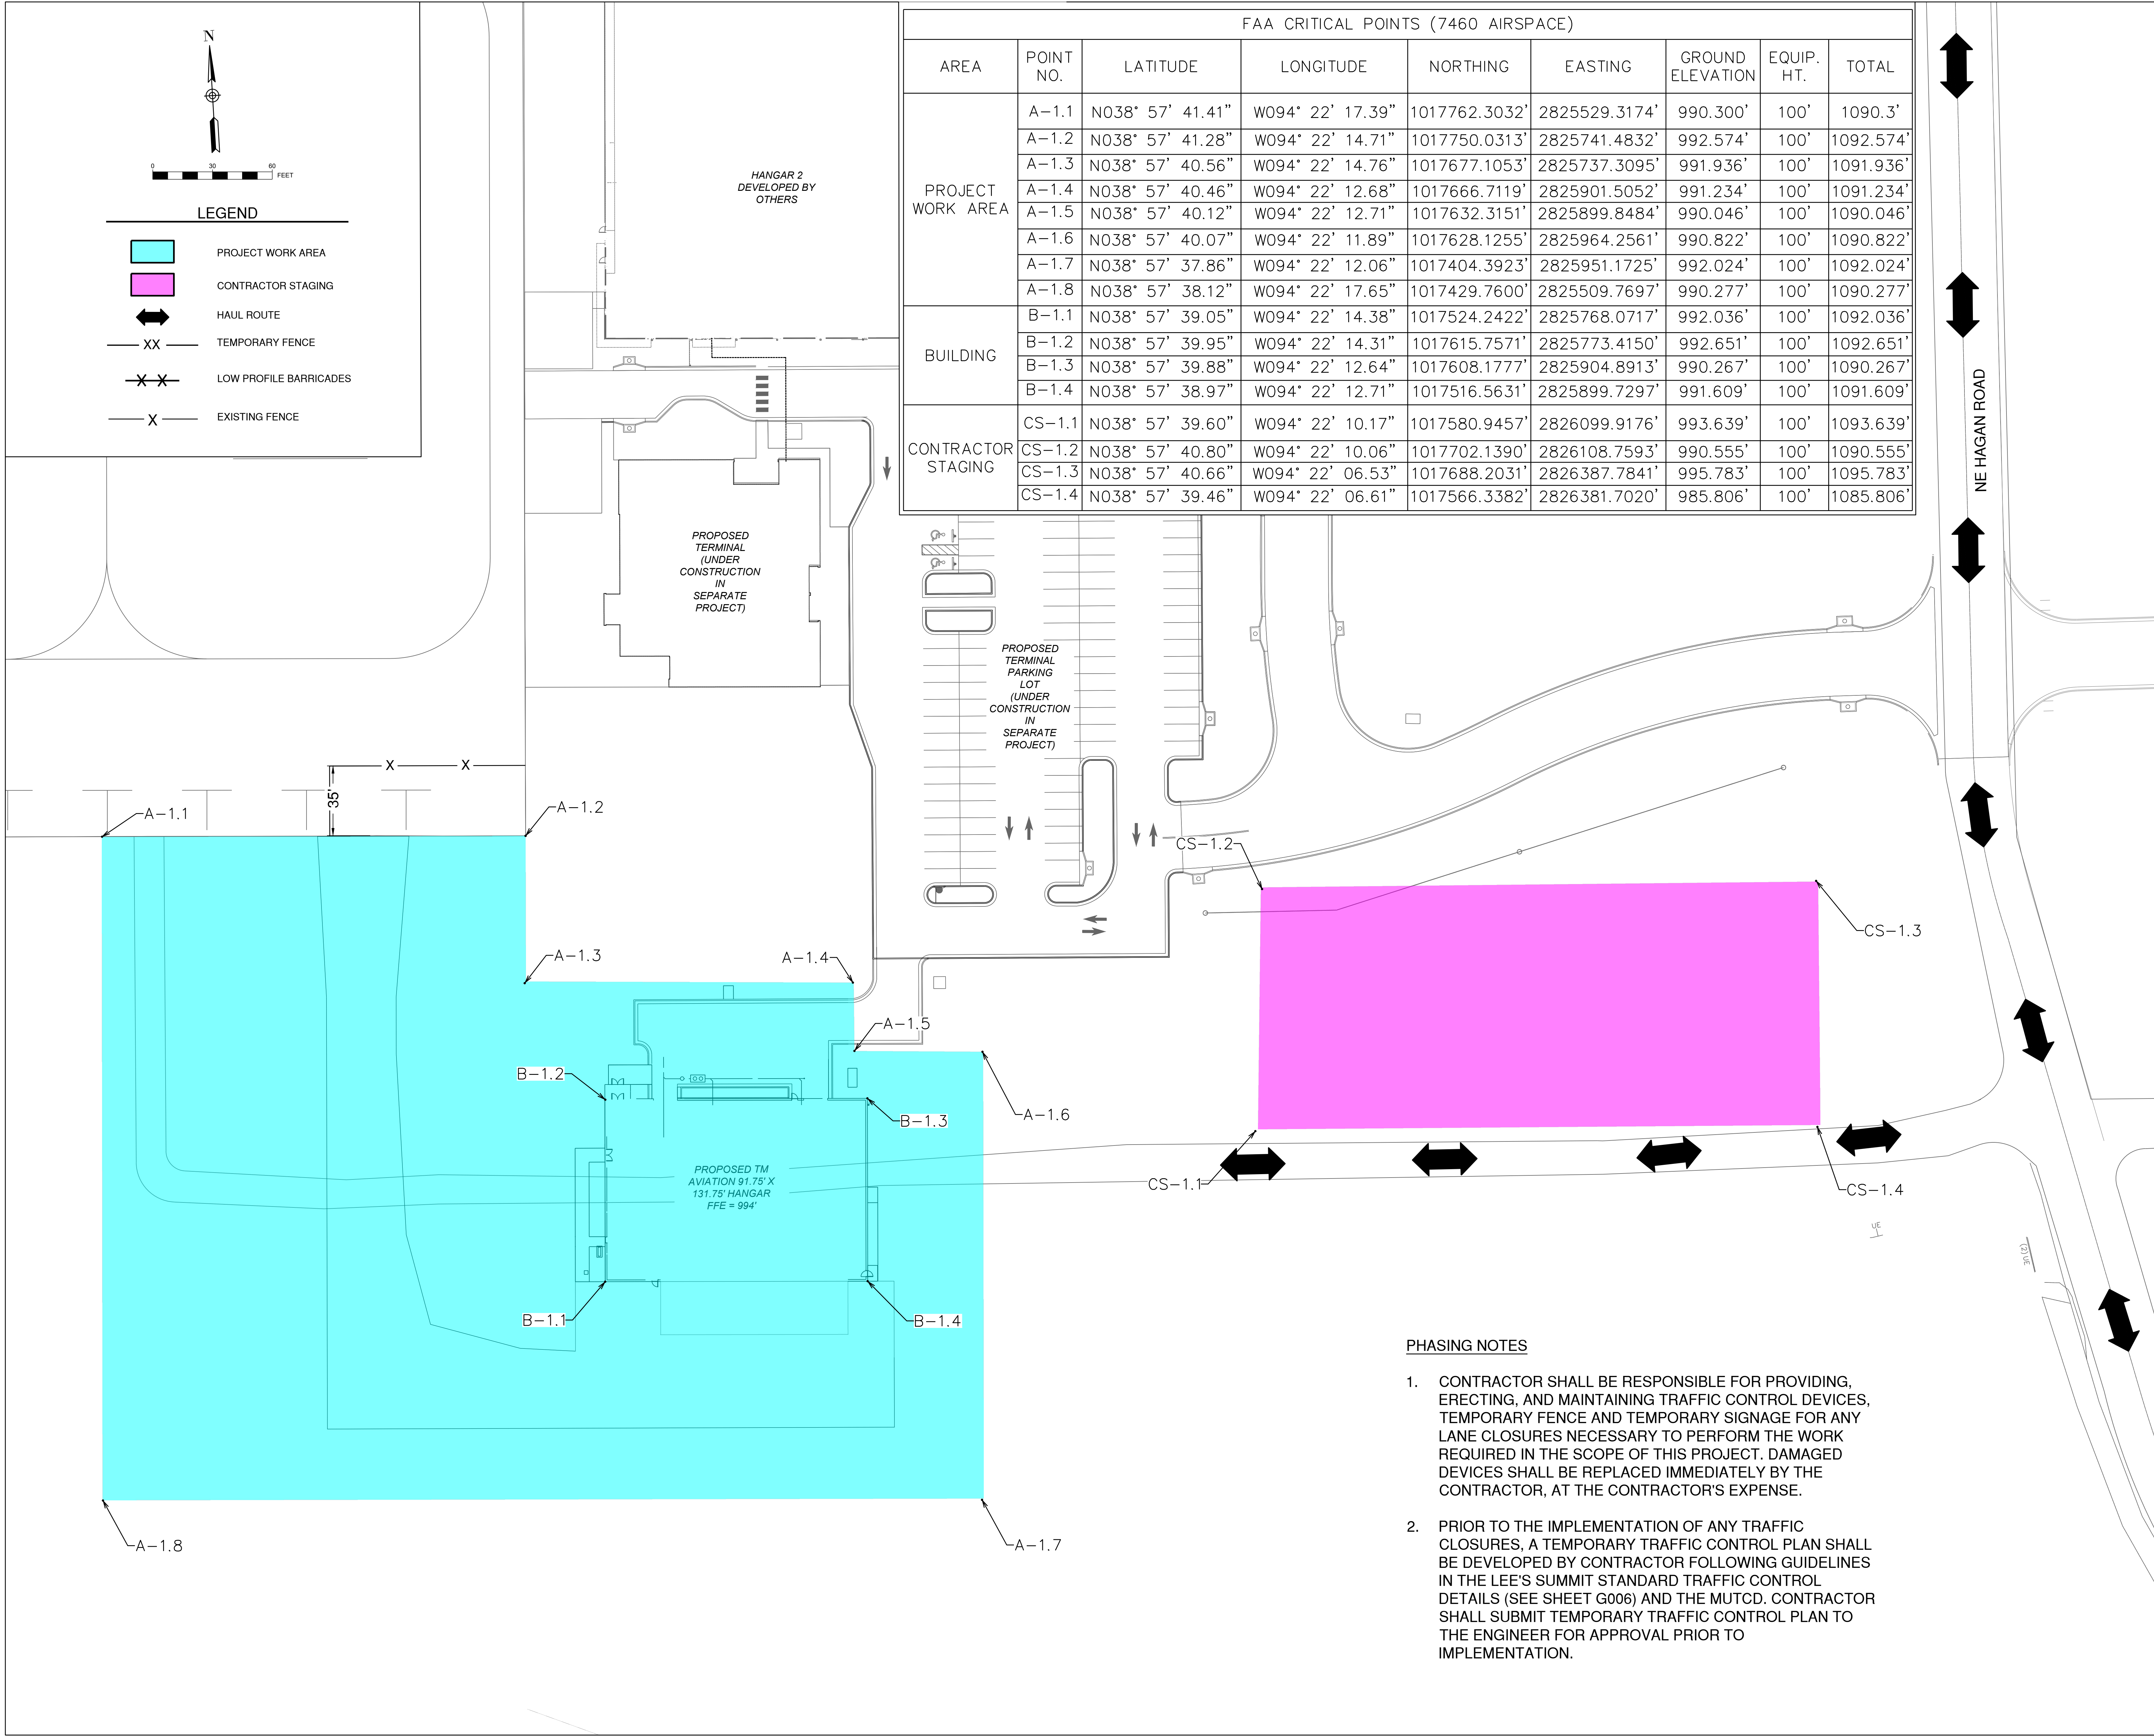 N
0 30 60
FEET
LEGEND
PROJECT WORK AREA
CONTRACTOR STAGING
HAUL ROUTE
XX TEMPORARY FENCE
X X LOW PROFILE BARRICADES
X EXISTING FENCE
HANGAR 2
DEVELOPED BY
OTHERS
FAA CRITICAL POINTS (7460 AIRSPACE)
AREA POINT NO. LATITUDE LONGITUDE NORTHING EASTING GROUND ELEVATION EQUIP. HT. TOTAL
PROJECT WORK AREA
A-1.1 N038° 57' 41.41" W094° 22' 17.39" 1017762.3032' 2825529.3174' 990.300' 100' 1090.3'
A-1.2 N038° 57' 41.28" W094° 22' 14.71" 1017750.0313' 2825741.4832' 992.574' 100' 1092.574'
A-1.3 N038° 57' 40.56" W094° 22' 14.76" 1017677.1053' 2825737.3095' 991.936' 100' 1091.936'
A-1.4 N038° 57' 40.46" W094° 22' 12.68" 1017666.7119' 2825901.5052' 991.234' 100' 1091.234'
A-1.5 N038° 57' 40.12" W094° 22' 12.71" 1017632.3151' 2825899.8484' 990.046' 100' 1090.046'
A-1.6 N038° 57' 40.07" W094° 22' 11.89" 1017628.1255' 2825964.2561' 990.822' 100' 1090.822'
A-1.7 N038° 57' 37.86" W094° 22' 12.06" 1017404.3923' 2825951.1725' 992.024' 100' 1092.024'
A-1.8 N038° 57' 38.12" W094° 22' 17.65" 1017429.7600' 2825509.7697' 990.277' 100' 1090.277'
BUILDING
B-1.1 N038° 57' 39.05" W094° 22' 14.38" 1017524.2422' 2825768.0717' 992.036' 100' 1092.036'
B-1.2 N038° 57' 39.95" W094° 22' 14.31" 1017615.7571' 2825773.4150' 992.651' 100' 1092.651'
B-1.3 N038° 57' 39.88" W094° 22' 12.64" 1017608.1777' 2825904.8913' 990.267' 100' 1090.267'
B-1.4 N038° 57' 38.97" W094° 22' 12.71" 1017516.5631' 2825899.7297' 991.609' 100' 1091.609'
CONTRACTOR STAGING
CS-1.1 N038° 57' 39.60" W094° 22' 10.17" 1017580.9457' 2826099.9176' 993.639' 100' 1093.639'
CS-1.2 N038° 57' 40.80" W094° 22' 10.06" 1017702.1390' 2826108.7593' 990.555' 100' 1090.555'
CS-1.3 N038° 57' 40.66" W094° 22' 06.53" 1017688.2031' 2826387.7841' 995.783' 100' 1095.783'
CS-1.4 N038° 57' 39.46" W094° 22' 06.61" 1017566.3382' 2826381.7020' 985.806' 100' 1085.806'
NE HAGAN ROAD
PROPOSED
TERMINAL
(UNDER
CONSTRUCTION
IN
SEPARATE
PROJECT)
PROPOSED
TERMINAL
PARKING
LOT
(UNDER
CONSTRUCTION
IN
SEPARATE
PROJECT)
X X
35'
A-1.1
A-1.2
CS-1.2
CS-1.3
A-1.3
A-1.4
A-1.5
B-1.2
B-1.3
A-1.6
PROPOSED TM
AVIATION 91.75' X
131.75' HANGAR
FFE = 994'
CS-1.1
CS-1.4
UE
(2) UE
B-1.1
B-1.4
A-1.8
A-1.7
PHASING NOTES
1. CONTRACTOR SHALL BE RESPONSIBLE FOR PROVIDING,
ERECTING, AND MAINTAINING TRAFFIC CONTROL DEVICES,
TEMPORARY FENCE AND TEMPORARY SIGNAGE FOR ANY
LANE CLOSURES NECESSARY TO PERFORM THE WORK
REQUIRED IN THE SCOPE OF THIS PROJECT. DAMAGED
DEVICES SHALL BE REPLACED IMMEDIATELY BY THE
CONTRACTOR, AT THE CONTRACTOR'S EXPENSE.
2. PRIOR TO THE IMPLEMENTATION OF ANY TRAFFIC
CLOSURES, A TEMPORARY TRAFFIC CONTROL PLAN SHALL
BE DEVELOPED BY CONTRACTOR FOLLOWING GUIDELINES
IN THE LEE'S SUMMIT STANDARD TRAFFIC CONTROL
DETAILS (SEE SHEET G006) AND THE MUTCD. CONTRACTOR
SHALL SUBMIT TEMPORARY TRAFFIC CONTROL PLAN TO
THE ENGINEER FOR APPROVAL PRIOR TO
IMPLEMENTATION.